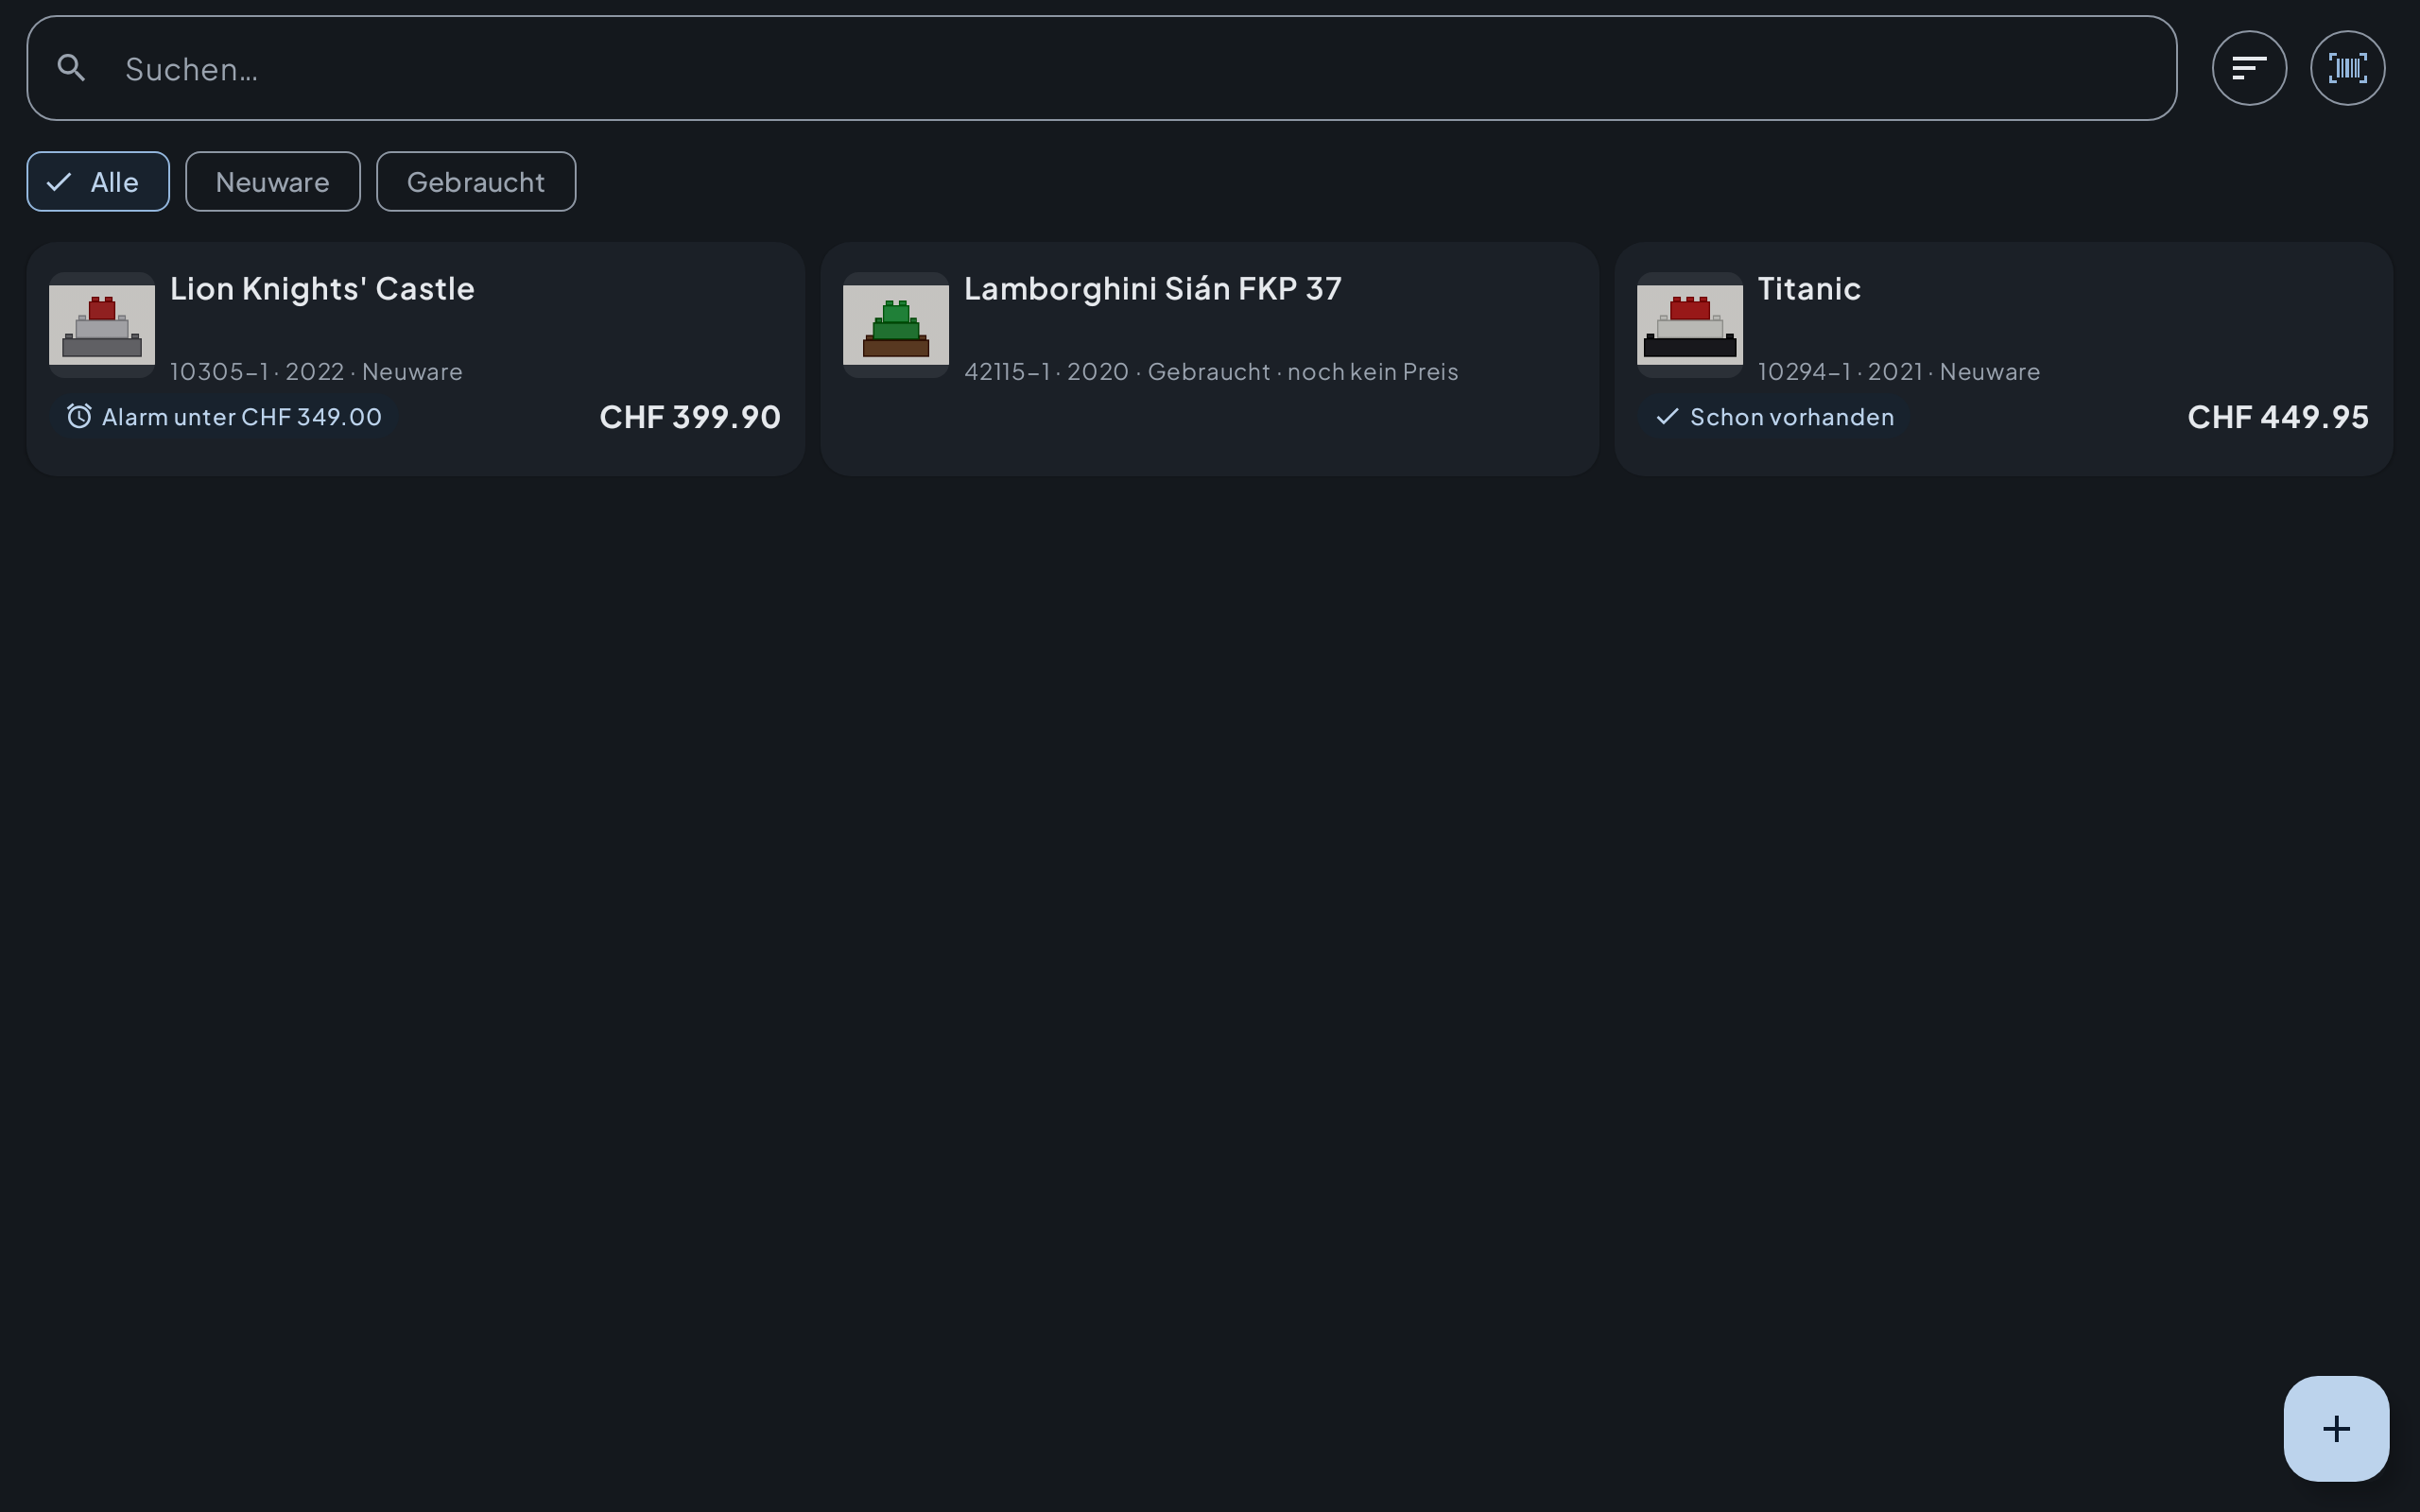 Suchen...
Alle
Neuware
Gebraucht
Lion Knights' Castle
10305-1 · 2022 · Neuware
Alarm unter CHF 349.00
CHF 399.90
Lamborghini Sián FKP 37
42115-1 · 2020 · Gebraucht · noch kein Preis
Titanic
10294-1 · 2021 · Neuware
Schon vorhanden
CHF 449.95